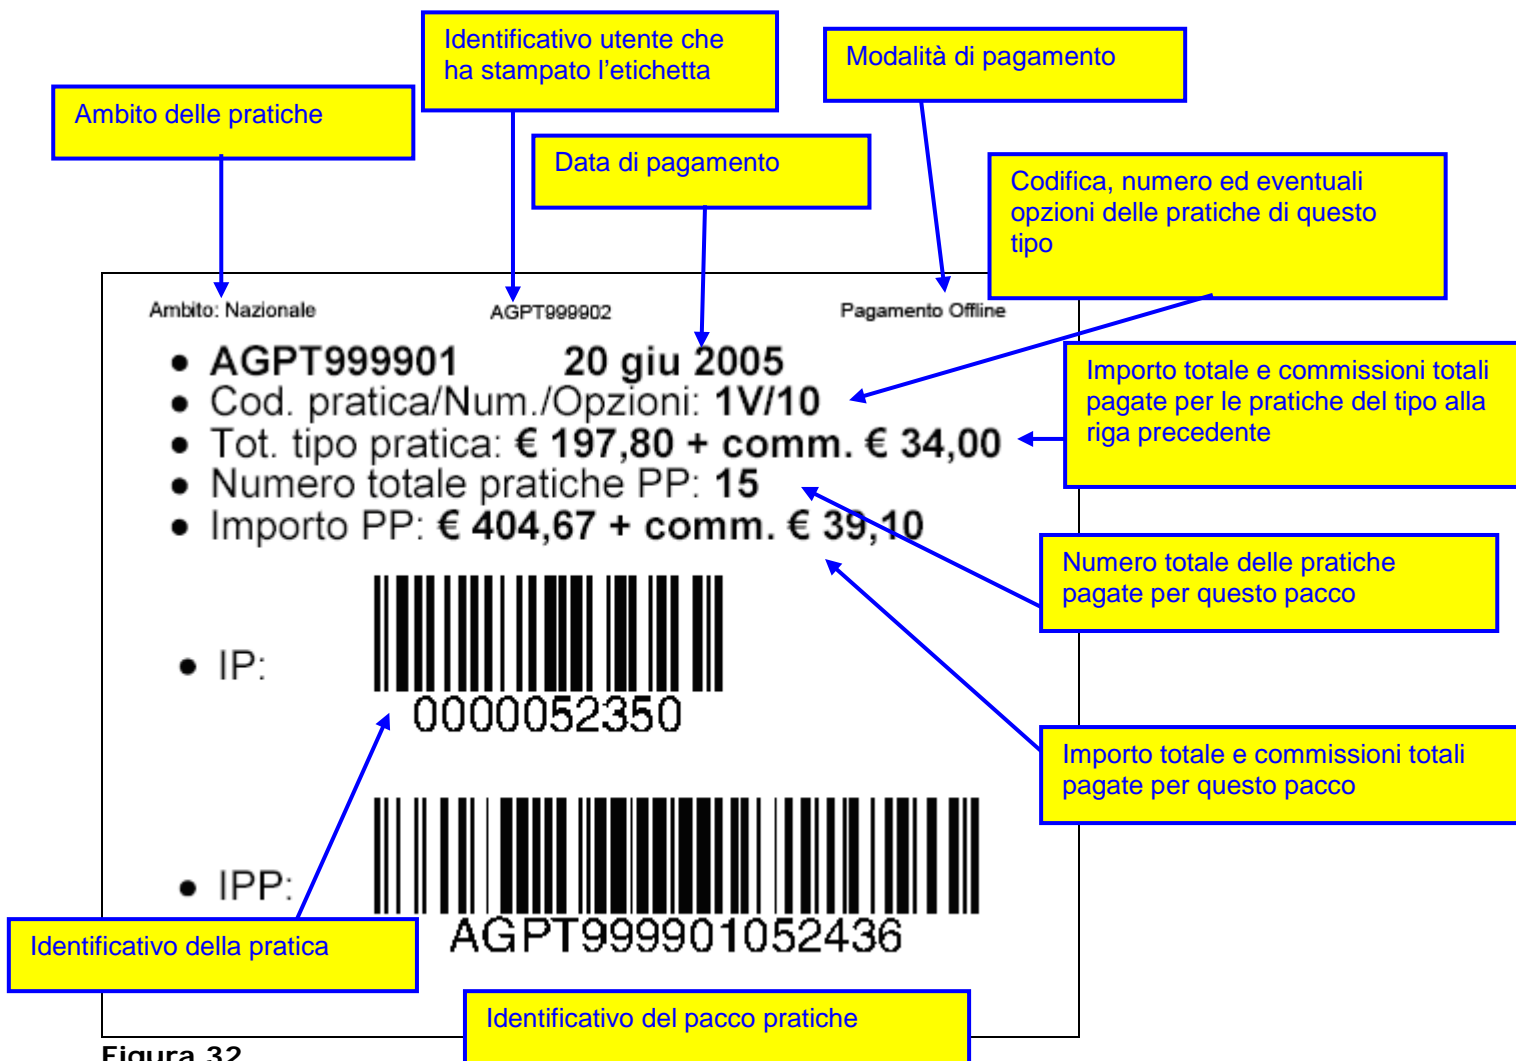 Identificativo utente che
ha stampato l'etichetta
Modalità di pagamento
Ambito delle pratiche
Data di pagamento
Codifica, numero ed eventuali
opzioni delle pratiche di questo
tipo
Ambito: Nazionale AGPT999902 Pagamento Offline
• AGPT999901 20 giu 2005
• Cod. pratica/Num./Opzioni: 1V/10
• Tot. tipo pratica: € 197,80 + comm. € 34,00
• Numero totale pratiche PP: 15
• Importo PP: € 404,67 + comm. € 39,10
Importo totale e commissioni totali
pagate per le pratiche del tipo alla
riga precedente
Numero totale delle pratiche
pagate per questo pacco
• IP:
0000052350
Importo totale e commissioni totali
pagate per questo pacco
• IPP:
AGPT999901052436
Identificativo della pratica
Identificativo del pacco pratiche
Figura 32